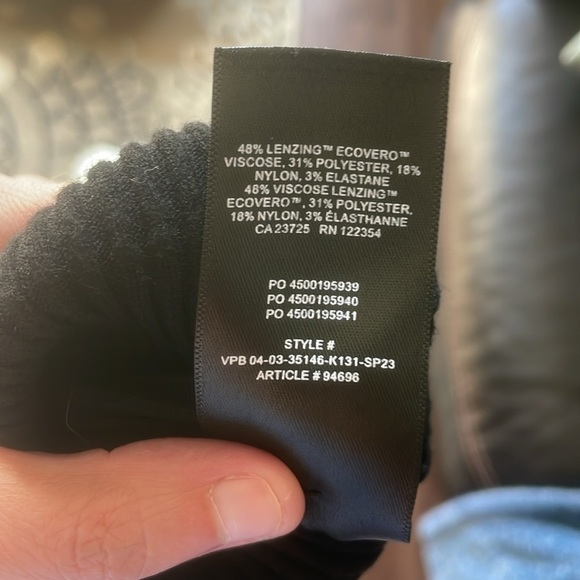 48% LENZING™ ECOVERO™
VISCOSE, 31% POLYESTER, 18%
NYLON, 3% ELASTANE
48% VISCOSE LENZING™
ECOVERO™, 31% POLYESTER,
18% NYLON, 3% ÉLASTHANNE
CA 23725 RN 122354
PO 4500195939
PO 4500195940
PO 4500195941
STYLE #
VPB 04-03-35146-K131-SP23
ARTICLE # 94696